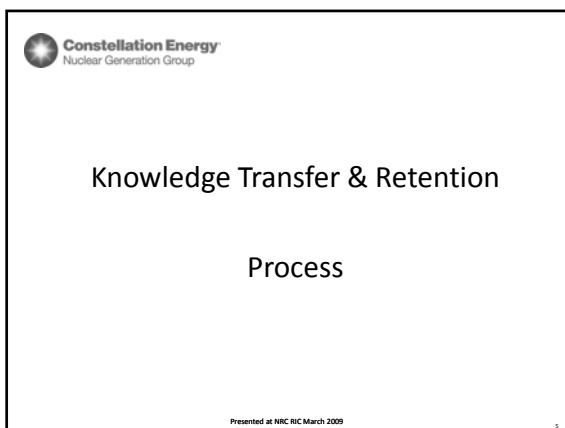 Constellation Energy
Nuclear Generation Group
Knowledge Transfer & Retention
Process
Presented at NRC RIC March 2009
5